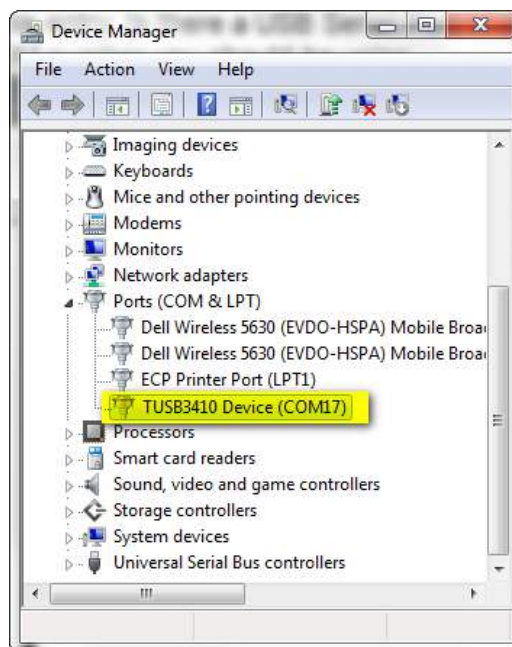 Device Manager
File Action View Help
Imaging devices
Keyboards
Mice and other pointing devices
Modems
Monitors
Network adapters
Ports (COM & LPT)
Dell Wireless 5630 (EVDO-HSPA) Mobile Broa
Dell Wireless 5630 (EVDO-HSPA) Mobile Broa
ECP Printer Port (LPT1)
TUSB3410 Device (COM17)
Processors
Smart card readers
Sound, video and game controllers
Storage controllers
System devices
Universal Serial Bus controllers